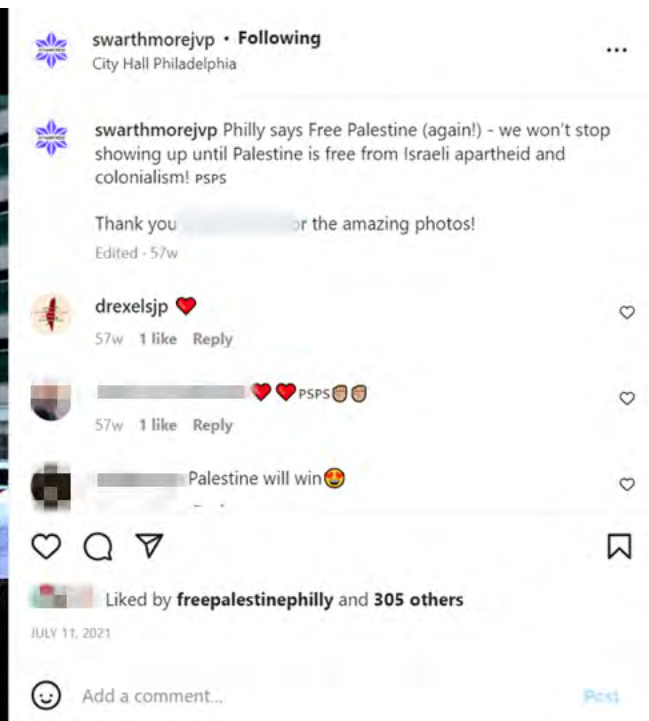 swarthmorejvp • Following
City Hall Philadelphia
swarthmorejvp Philly says Free Palestine (again!) - we won't stop
showing up until Palestine is free from Israeli apartheid and
colonialism! PSPS
Thank you or the amazing photos!
Edited · 57w
drexelsjp ❤️
57w 1 like Reply
❤️❤️PSPS✊🏽✊🏽
57w 1 like Reply
Palestine will win😍
Liked by freepalestinephilly and 305 others
JULY 11, 2021
Add a comment...
Post